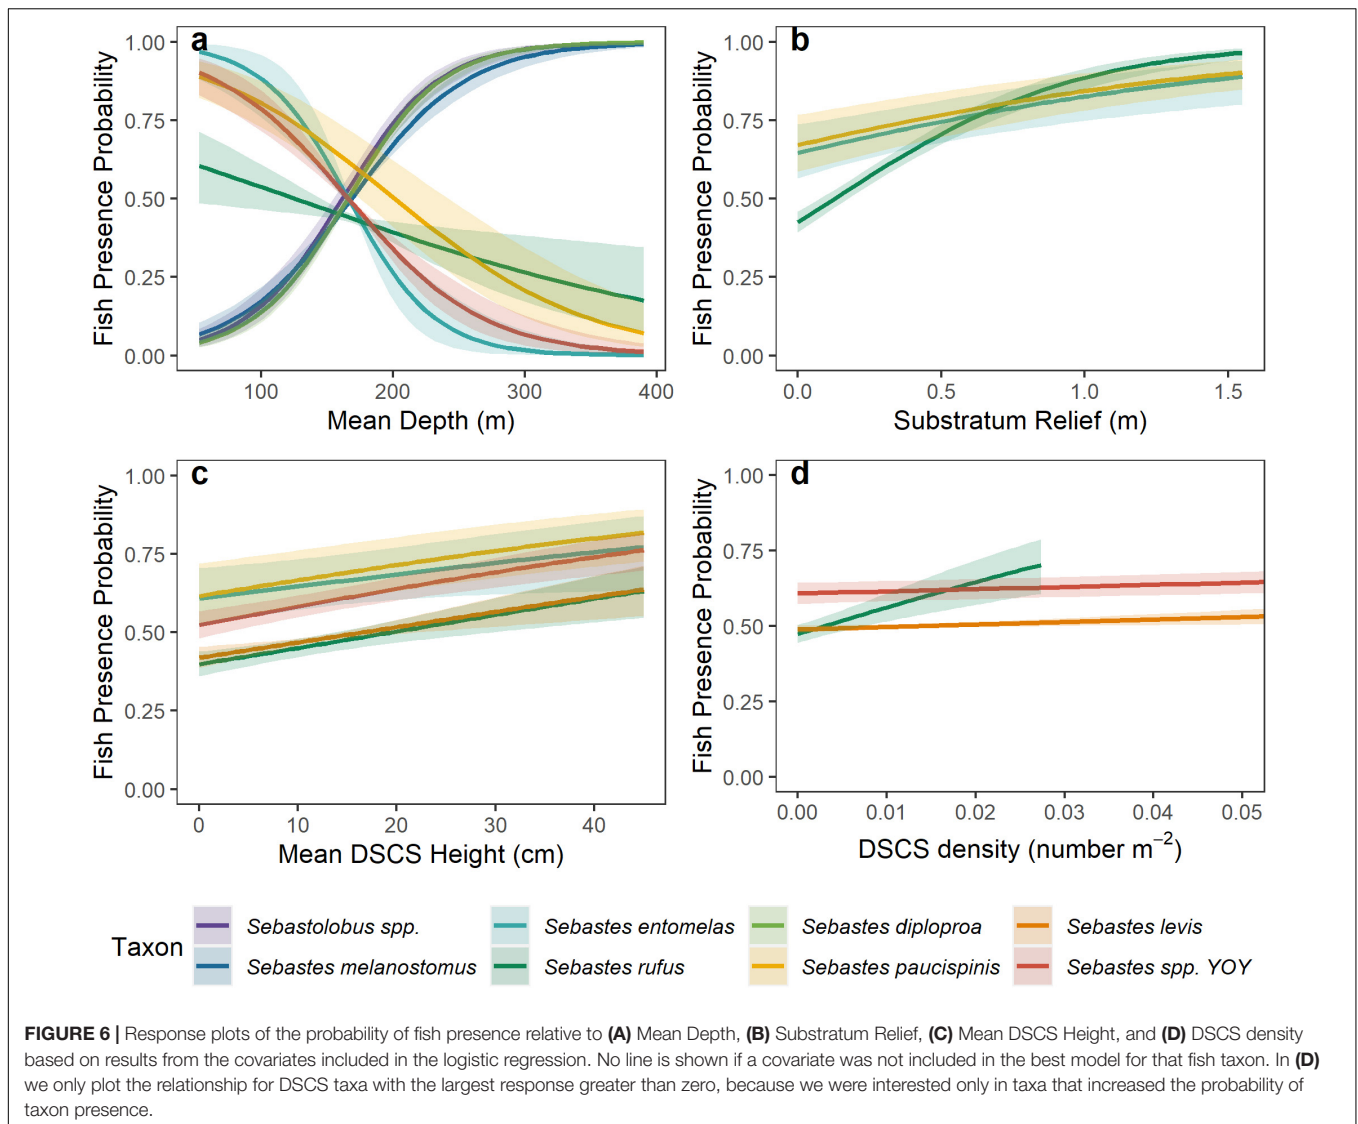 a
1.00
0.75
0.50
0.25
0.00
Fish Presence Probability
100
200
300
400
Mean Depth (m)
b
1.00
0.75
0.50
0.25
0.00
Fish Presence Probability
0.0
0.5
1.0
1.5
Substratum Relief (m)
c
1.00
0.75
0.50
0.25
0.00
Fish Presence Probability
0
10
20
30
40
Mean DSCS Height (cm)
d
1.00
0.75
0.50
0.25
0.00
Fish Presence Probability
0.00
0.01
0.02
0.03
0.04
0.05
DSCS density (number m⁻²)
Taxon
Sebastolobus spp.
Sebastes entomelas
Sebastes diploproa
Sebastes levis
Sebastes melanostomus
Sebastes rufus
Sebastes paucispinis
Sebastes spp. YOY
FIGURE 6 | Response plots of the probability of fish presence relative to (A) Mean Depth, (B) Substratum Relief, (C) Mean DSCS Height, and (D) DSCS density
based on results from the covariates included in the logistic regression. No line is shown if a covariate was not included in the best model for that fish taxon. In (D)
we only plot the relationship for DSCS taxa with the largest response greater than zero, because we were interested only in taxa that increased the probability of
taxon presence.